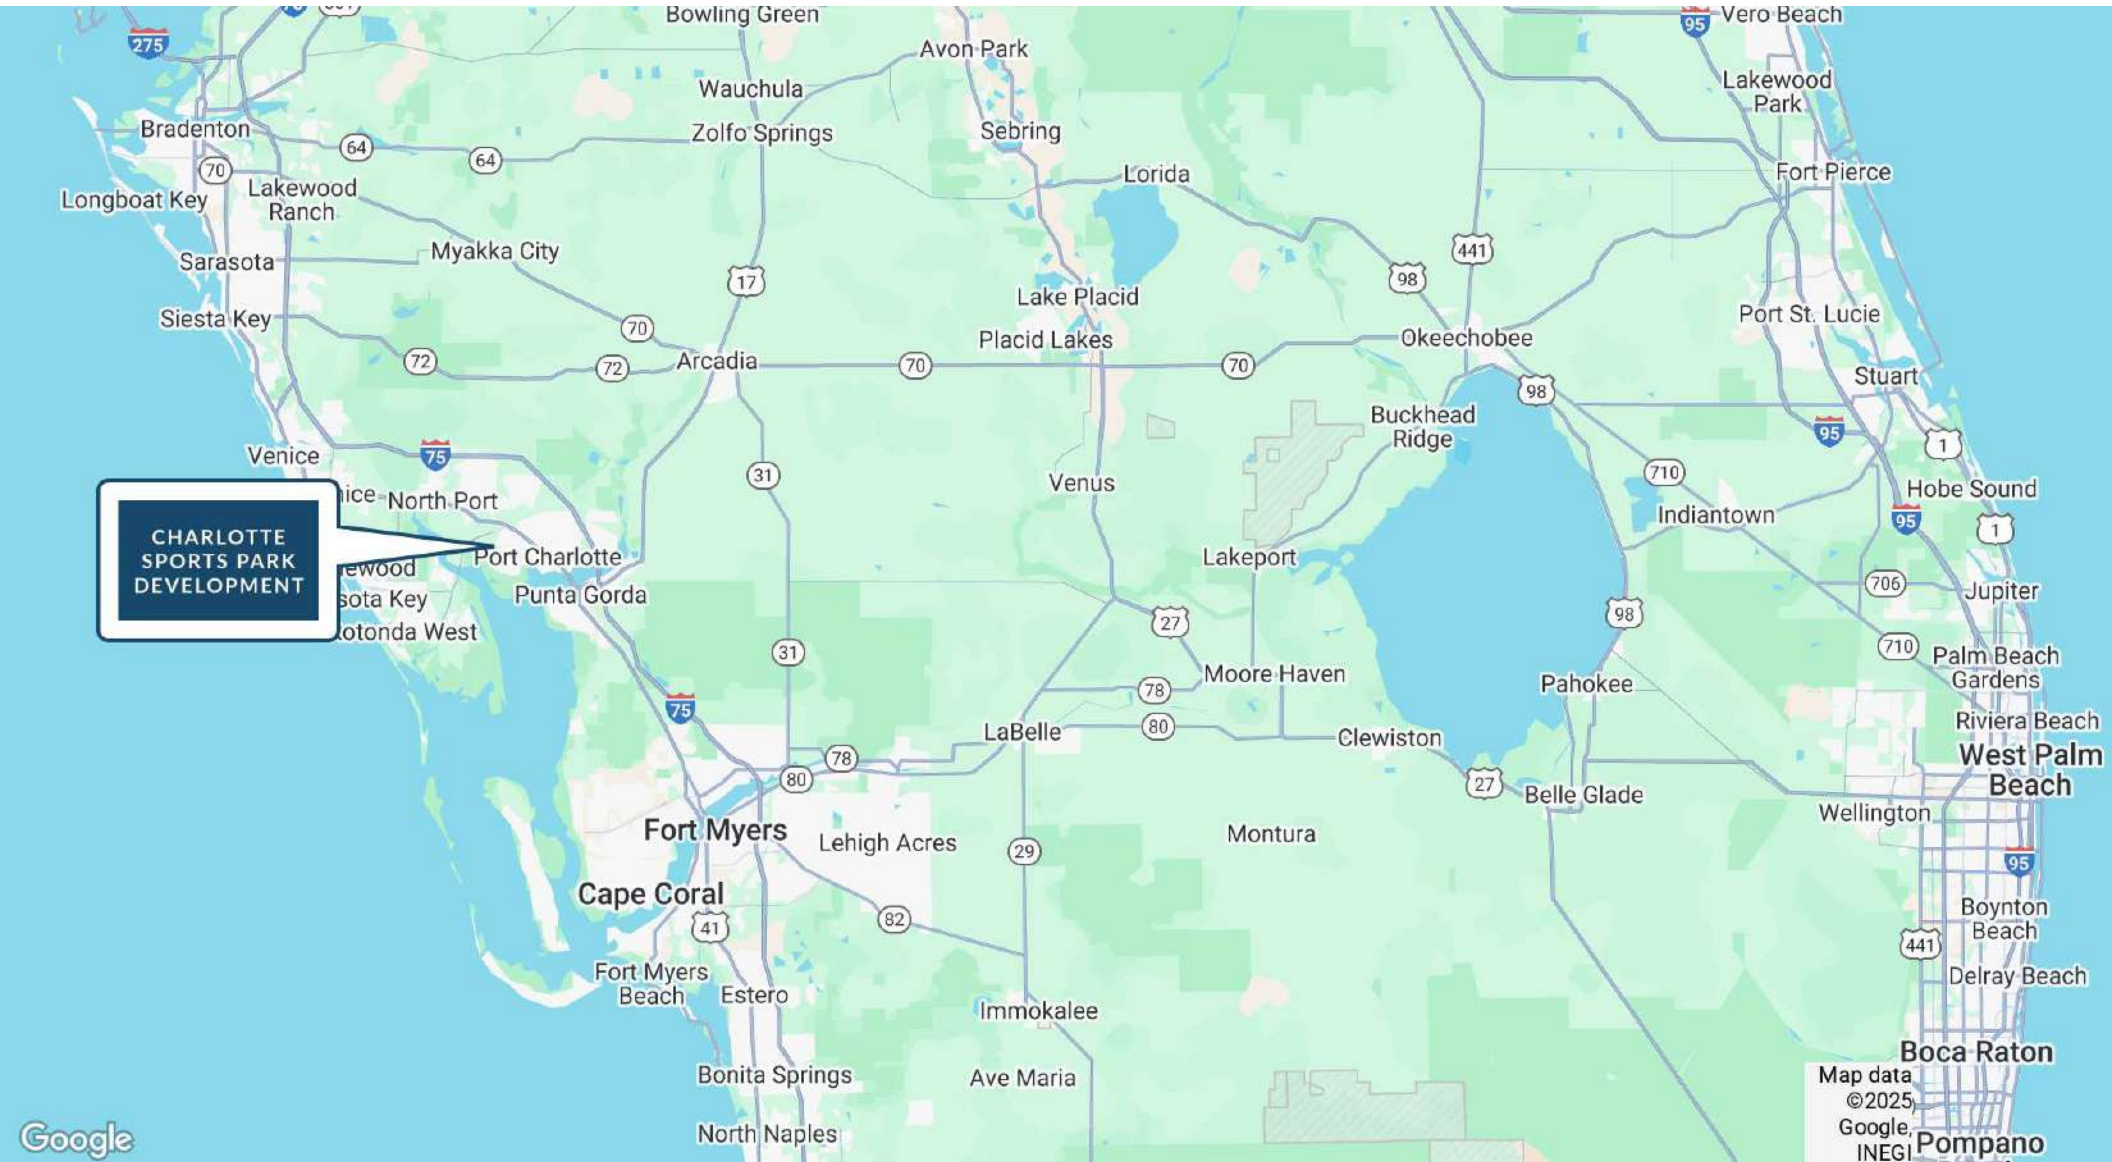 Bowling Green
Vero Beach
95
275
Avon Park
Wauchula
Lakewood
Park
Bradenton
64
64
Zolfo Springs
Sebring
70
Lakewood
Ranch
Longboat Key
Lorida
Fort Pierce
Sarasota
Myakka City
17
441
98
Lake Placid
Siesta Key
70
Placid Lakes
Okeechobee
Port St. Lucie
72
72
Arcadia
70
70
98
Stuart
Buckhead
Ridge
95
1
Venice
75
31
Venus
710
nice
North Port
Hobe Sound
Indiantown
95
1
CHARLOTTE
SPORTS PARK
DEVELOPMENT
Port Charlotte
Lakeport
ewood
sota Key
Punta Gorda
706
Jupiter
otonda West
27
98
31
710
Palm Beach
Gardens
75
78
Moore Haven
Pahokee
Riviera Beach
LaBelle
80
Clewiston
West Palm
Beach
78
80
27
Belle Glade
Wellington
Fort Myers
Lehigh Acres
29
Montura
95
Cape Coral
41
82
Boynton
Beach
441
Fort Myers
Beach
Estero
Delray Beach
Immokalee
Boca Raton
Bonita Springs
Ave Maria
Map data
©2025
Google,
INEGI
Google
North Naples
Pompano